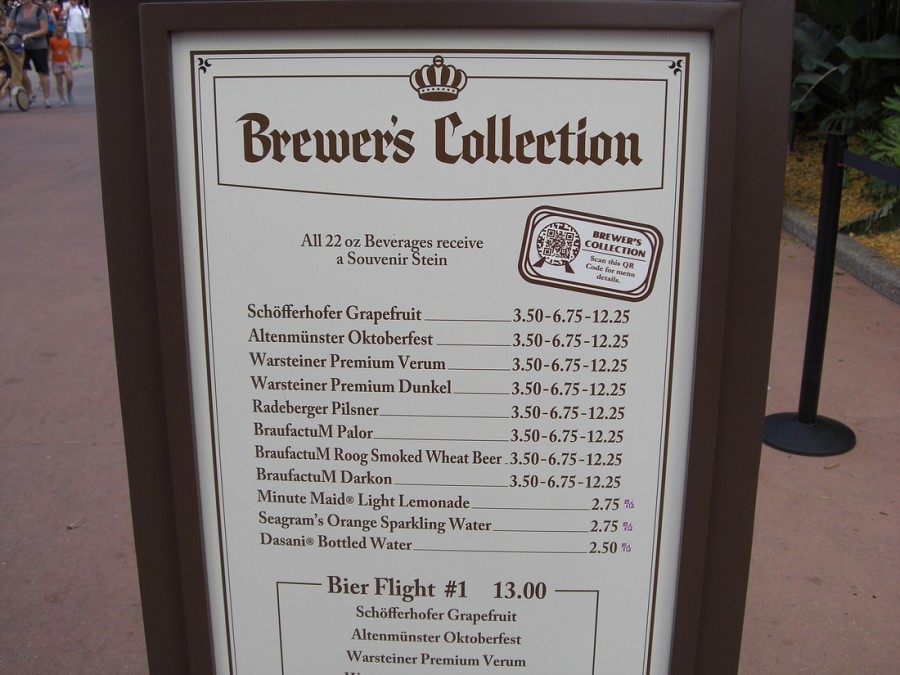 Brewer's Collection
All 22 oz Beverages receive
a Souvenir Stein
BREWER'S
COLLECTION
Scan this QR
Code for menu
details.
Schöfferhofer Grapefruit 3.50-6.75-12.25
Altenmünster Oktoberfest 3.50-6.75-12.25
Warsteiner Premium Verum 3.50-6.75-12.25
Warsteiner Premium Dunkel 3.50-6.75-12.25
Radeberger Pilsner 3.50-6.75-12.25
BraufactuM Palor 3.50-6.75-12.25
BraufactuM Roog Smoked Wheat Beer 3.50-6.75-12.25
BraufactuM Darkon 3.50-6.75-12.25
Minute Maid® Light Lemonade 2.75
Seagram's Orange Sparkling Water 2.75
Dasani® Bottled Water 2.50
Bier Flight #1 13.00
Schöfferhofer Grapefruit
Altenmünster Oktoberfest
Warsteiner Premium Verum